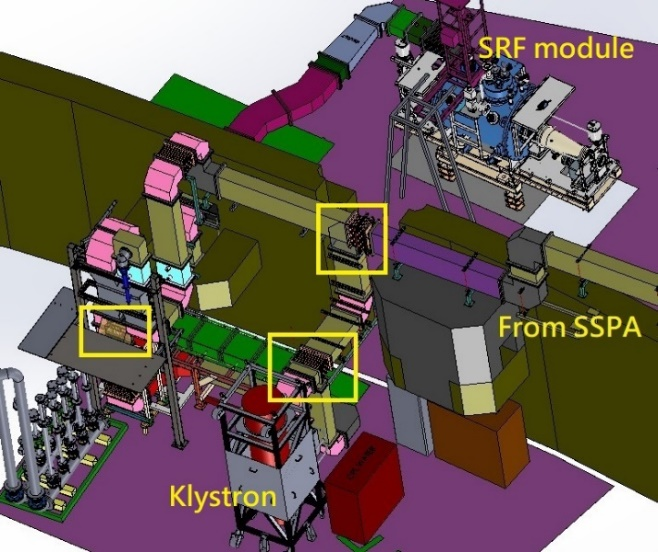 SRF module
From SSPA
Klystron